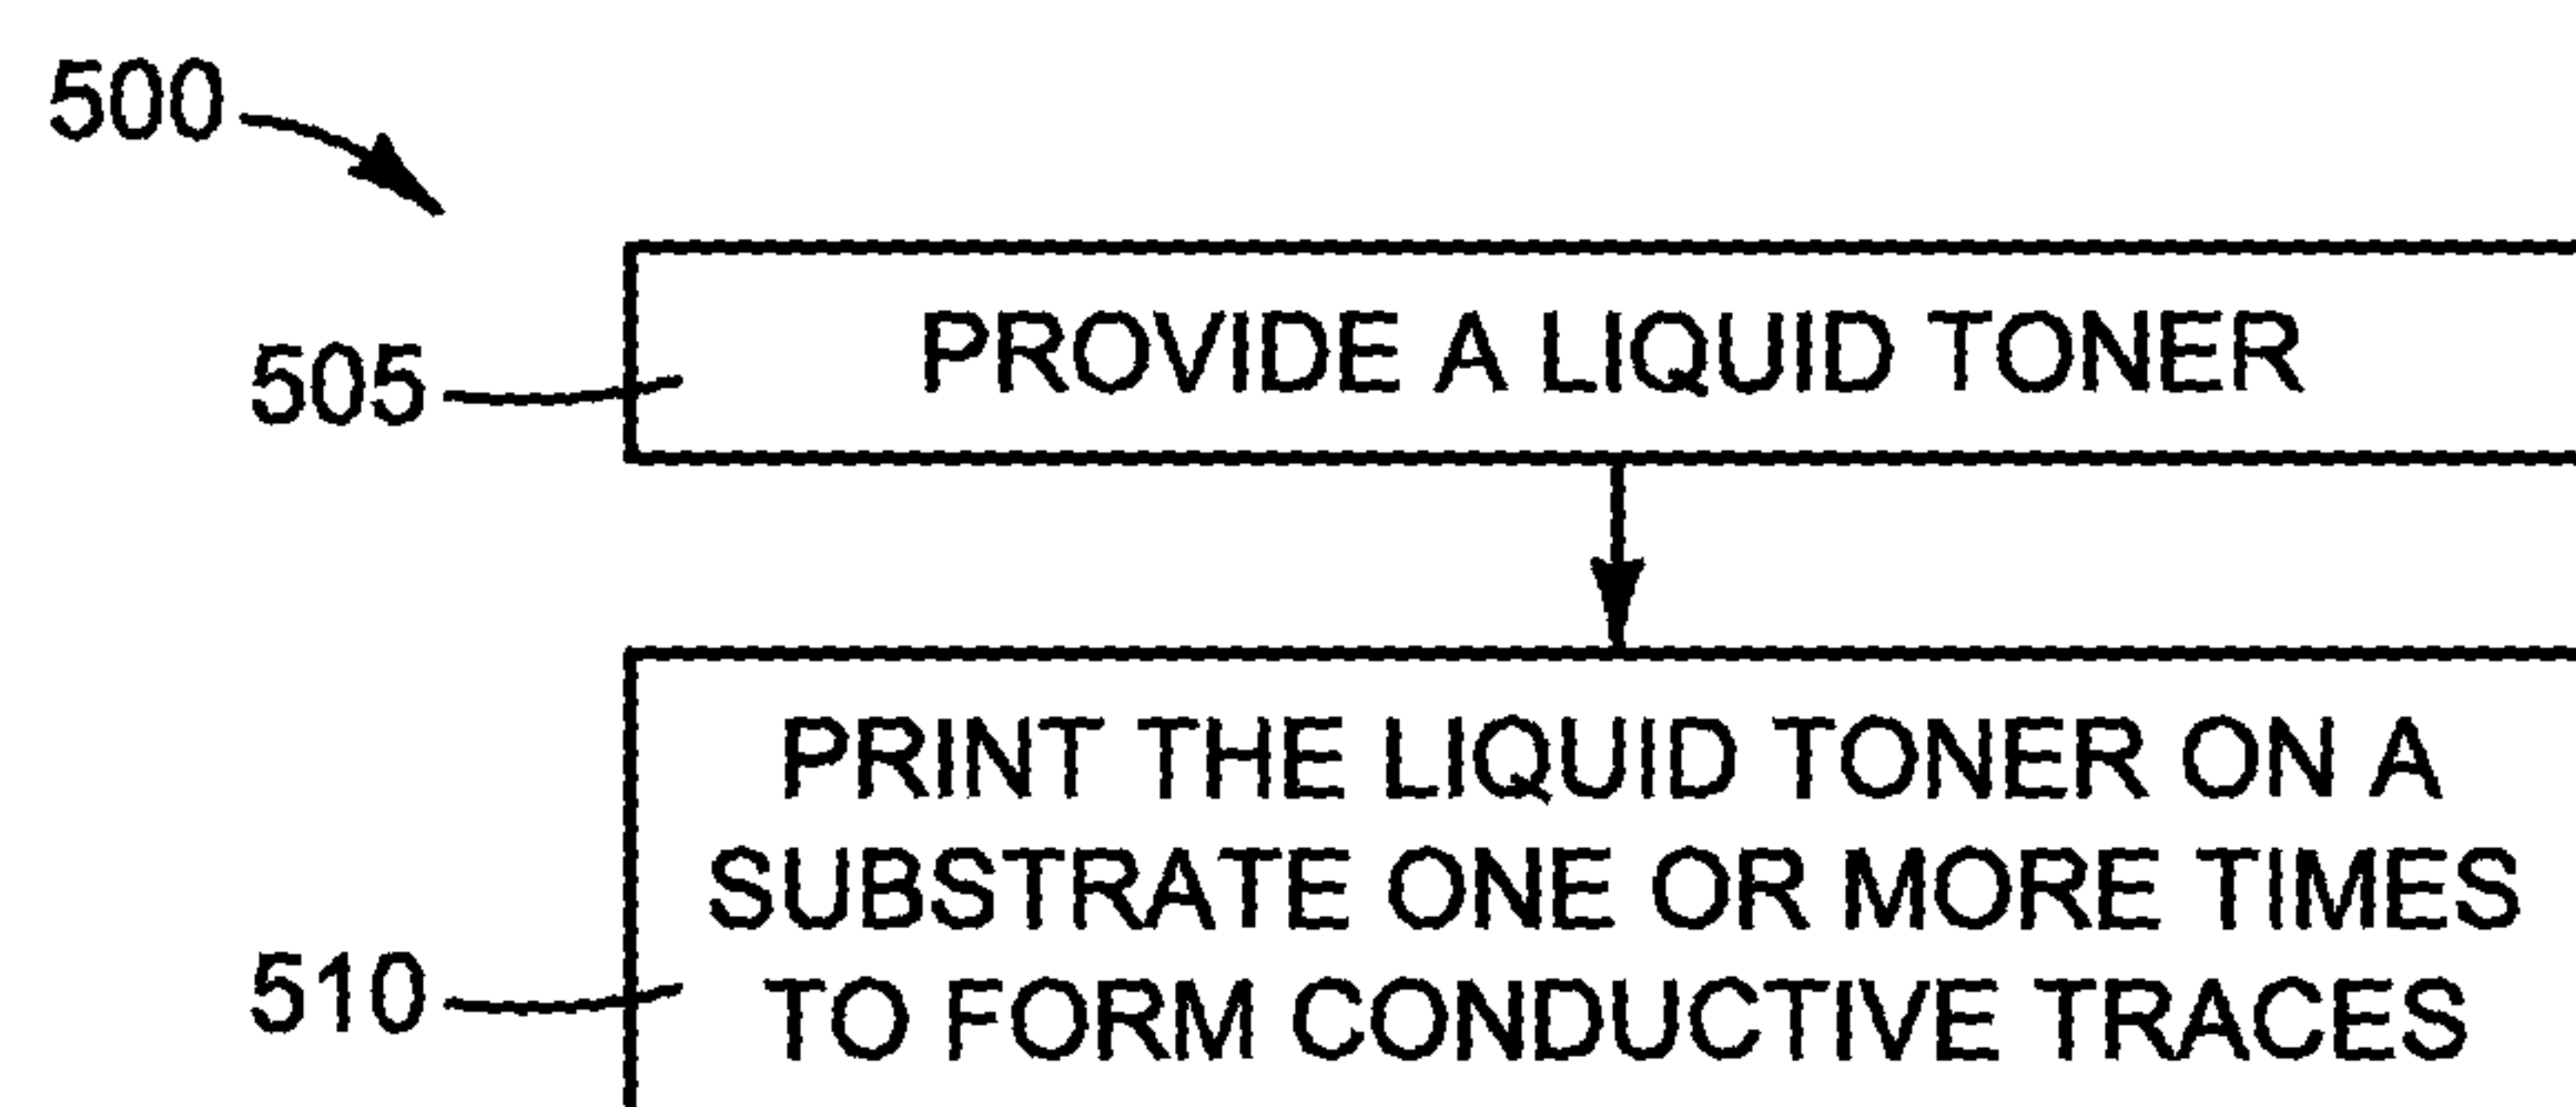 500
505
PROVIDE A LIQUID TONER
PRINT THE LIQUID TONER ON A
SUBSTRATE ONE OR MORE TIMES
510
TO FORM CONDUCTIVE TRACES